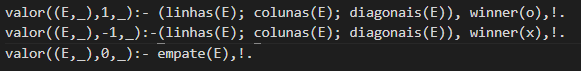 valor((E,_),1,_):- (linhas(E); colunas(E; diagonais(E)), winner(o),!.
valor((E,_),-1,_):-(linhas(E); colunas(E; diagonais(E)), winner(x),!.
valor((E,_),0,_):- empate(E),!.